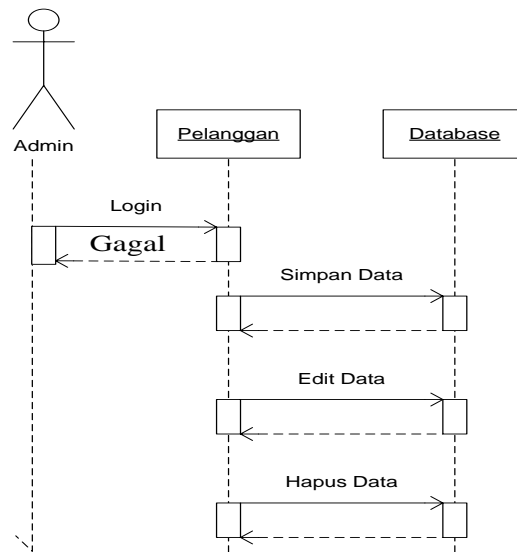 Admin
Pelanggan
Database
Login
Gagal
Simpan Data
Edit Data
Hapus Data